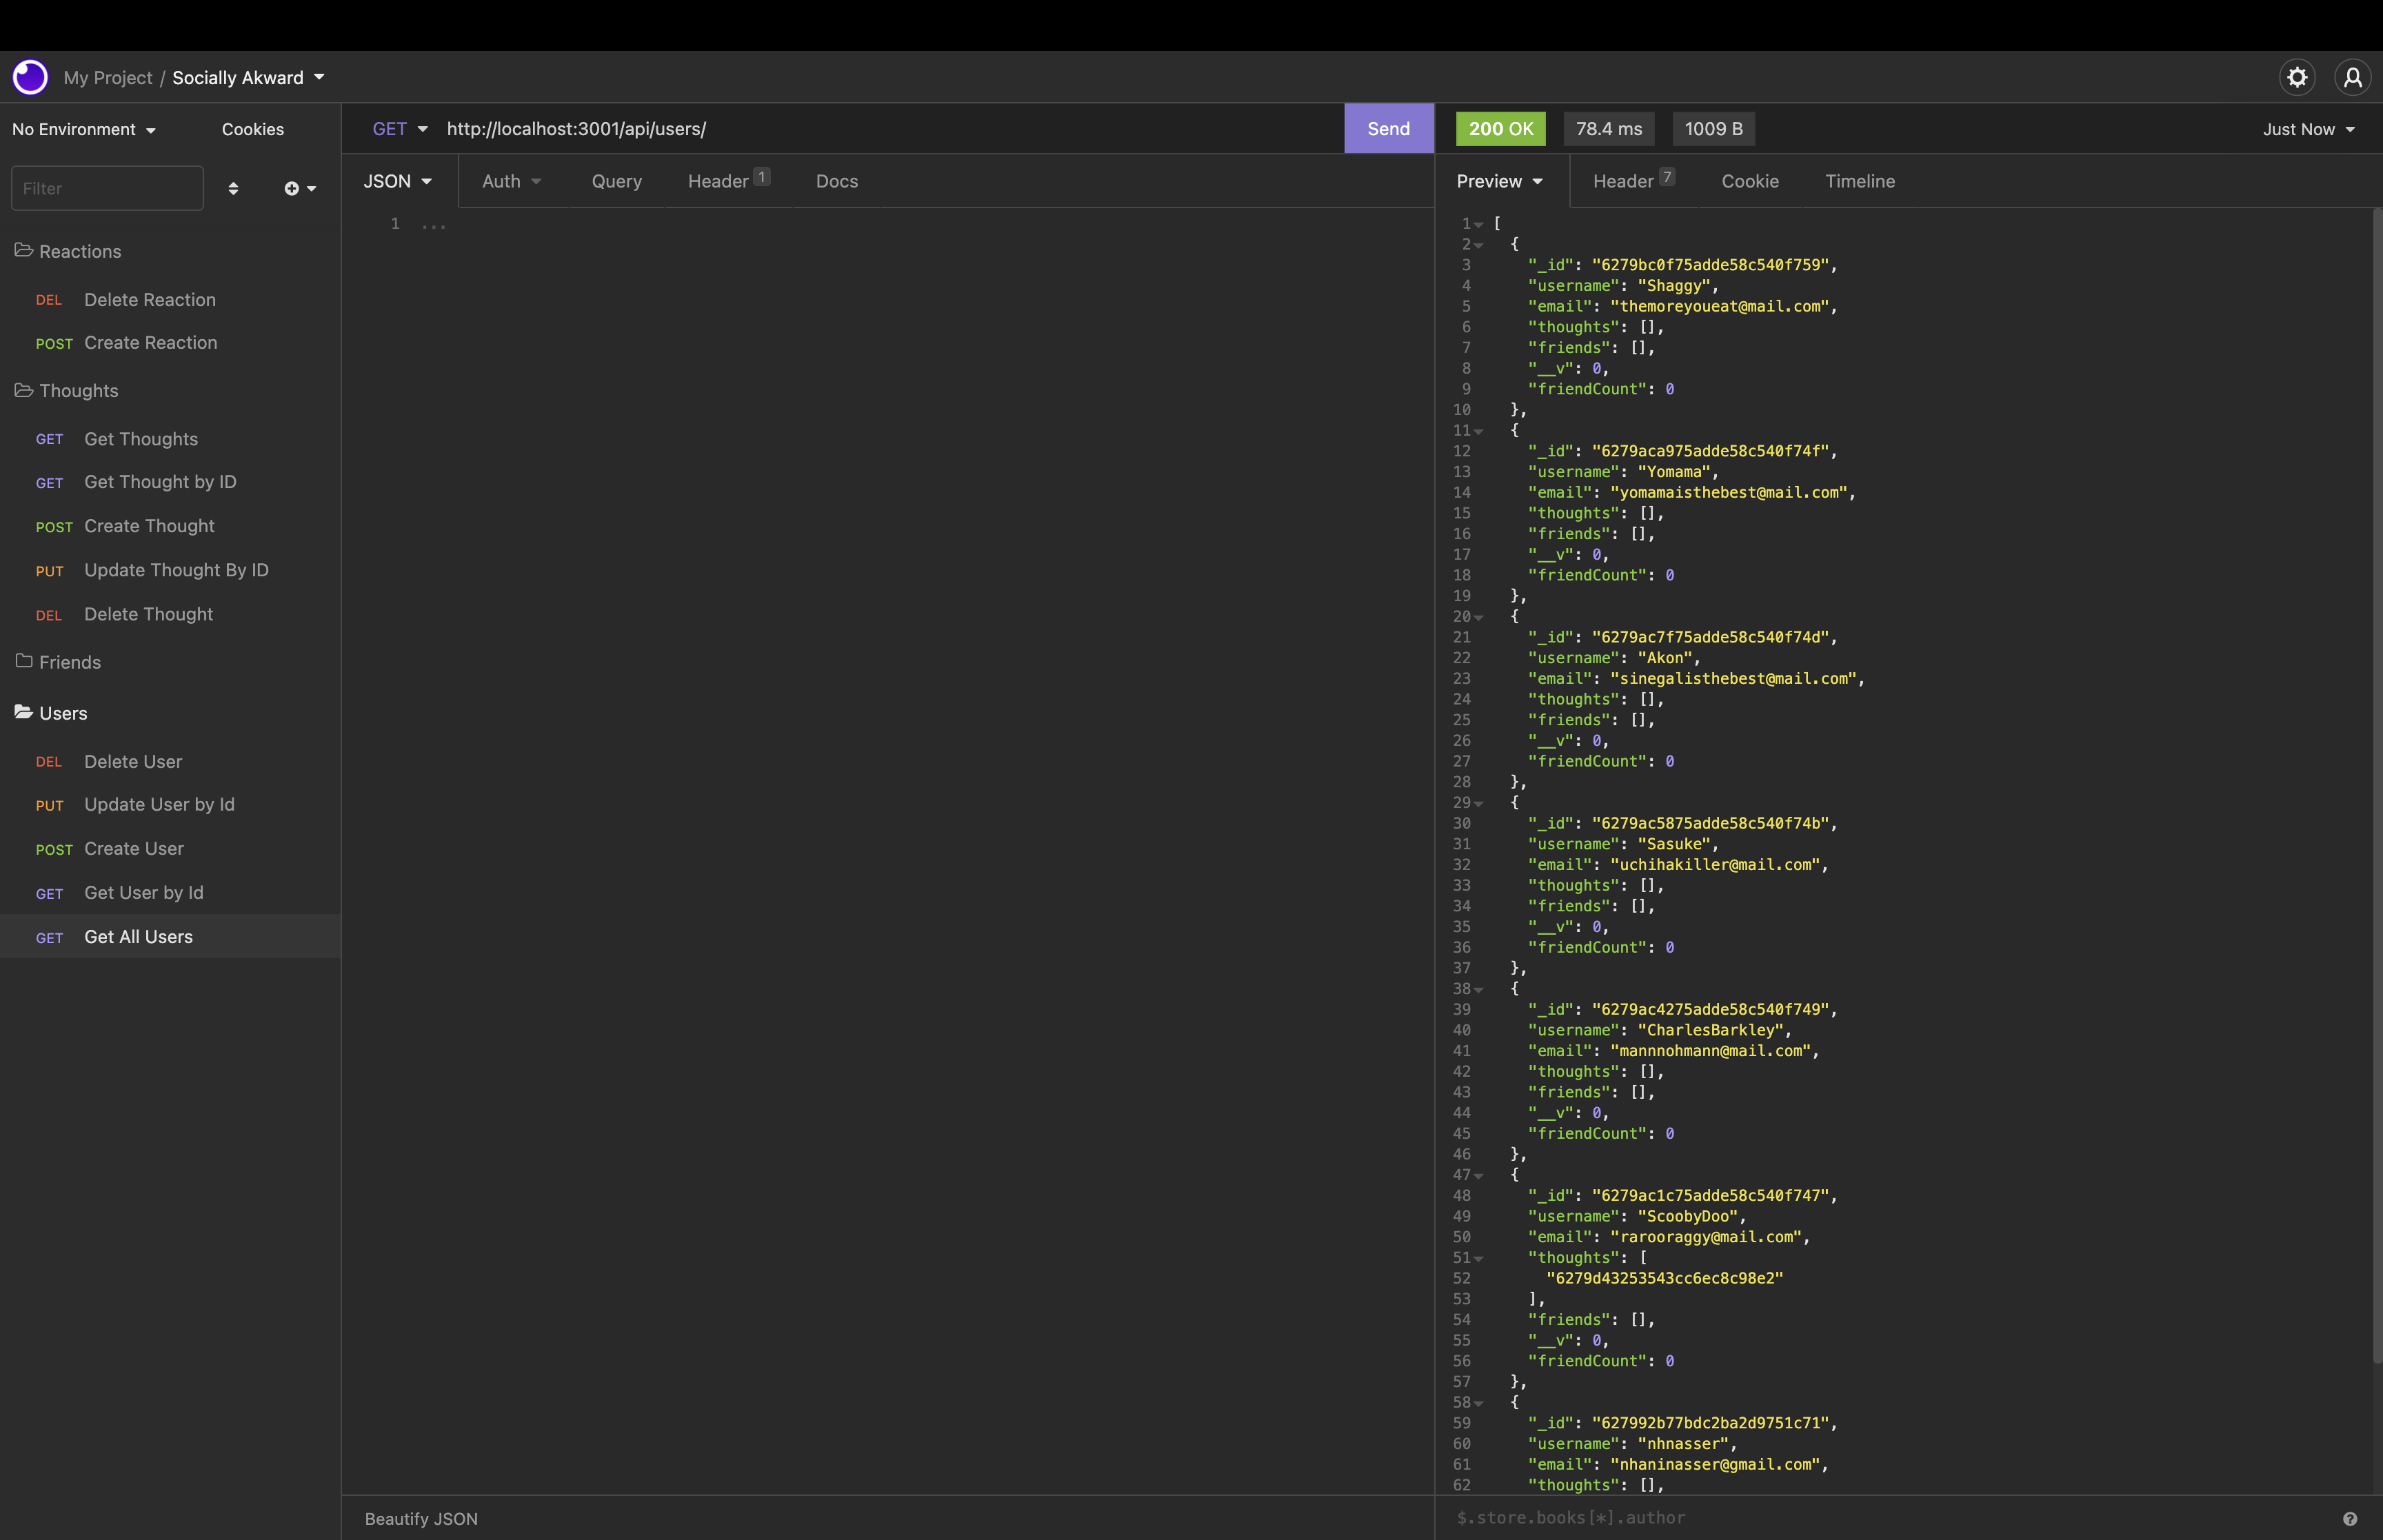 My Project / Socially Akward
No Environment Cookies
Filter
Reactions
DEL Delete Reaction
POST Create Reaction
Thoughts
GET Get Thoughts
GET Get Thought by ID
POST Create Thought
PUT Update Thought By ID
DEL Delete Thought
Friends
Users
DEL Delete User
PUT Update User by Id
POST Create User
GET Get User by Id
GET Get All Users
GET http://localhost:3001/api/users/ Send
JSON Auth Query Header 1 Docs
1 ...
Beautify JSON
200 OK 78.4 ms 1009 B Just Now
Preview Header 7 Cookie Timeline
1 [
2 {
3 "_id": "6279bc0f75adde58c540f759",
4 "username": "Shaggy",
5 "email": "themoreyoueat@mail.com",
6 "thoughts": [],
7 "friends": [],
8 "__v": 0,
9 "friendCount": 0
10 },
11 {
12 "_id": "6279aca975adde58c540f74f",
13 "username": "Yomama",
14 "email": "yomamaisthebest@mail.com",
15 "thoughts": [],
16 "friends": [],
17 "__v": 0,
18 "friendCount": 0
19 },
20 {
21 "_id": "6279ac7f75adde58c540f74d",
22 "username": "Akon",
23 "email": "sinegalisthebest@mail.com",
24 "thoughts": [],
25 "friends": [],
26 "__v": 0,
27 "friendCount": 0
28 },
29 {
30 "_id": "6279ac5875adde58c540f74b",
31 "username": "Sasuke",
32 "email": "uchihakiller@mail.com",
33 "thoughts": [],
34 "friends": [],
35 "__v": 0,
36 "friendCount": 0
37 },
38 {
39 "_id": "6279ac4275adde58c540f749",
40 "username": "CharlesBarkley",
41 "email": "mannnohmann@mail.com",
42 "thoughts": [],
43 "friends": [],
44 "__v": 0,
45 "friendCount": 0
46 },
47 {
48 "_id": "6279ac1c75adde58c540f747",
49 "username": "ScoobyDoo",
50 "email": "rarooraggy@mail.com",
51 "thoughts": [
52 "6279d43253543cc6ec8c98e2"
53 ],
54 "friends": [],
55 "__v": 0,
56 "friendCount": 0
57 },
58 {
59 "_id": "627992b77bdc2ba2d9751c71",
60 "username": "nhnasser",
61 "email": "nhaninasser@gmail.com",
62 "thoughts": [],
$.store.books[*].author